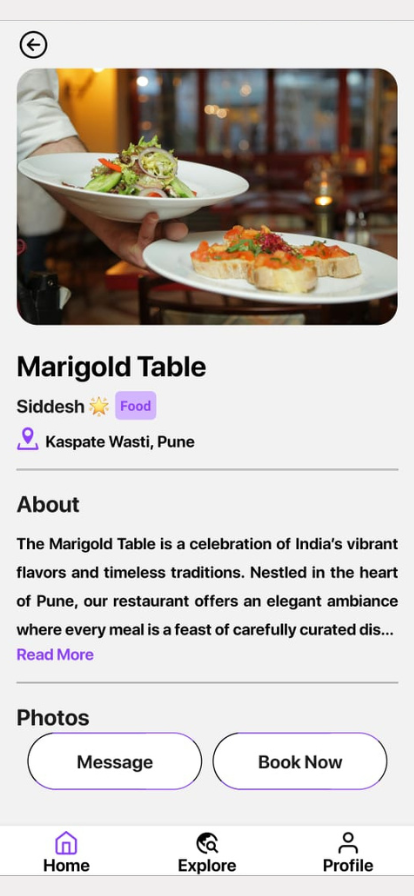 Marigold Table
Siddesh 🌟 Food
Kaspate Wasti, Pune
About
The Marigold Table is a celebration of India's vibrant
flavors and timeless traditions. Nestled in the heart
of Pune, our restaurant offers an elegant ambiance
where every meal is a feast of carefully curated dis...
Read More
Photos
Message Book Now
Home Explore Profile